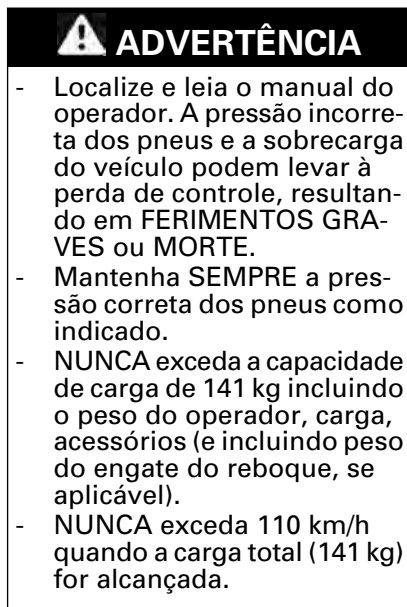 ADVERTÊNCIA
- Localize e leia o manual do
operador. A pressão incorre-
ta dos pneus e a sobrecarga
do veículo podem levar à
perda de controle, resultan-
do em FERIMENTOS GRA-
VES ou MORTE.
- Mantenha SEMPRE a pres-
são correta dos pneus como
indicado.
- NUNCA exceda a capacidade
de carga de 141 kg incluindo
o peso do operador, carga,
acessórios (e incluindo peso
do engate do reboque, se
aplicável).
- NUNCA exceda 110 km/h
quando a carga total (141 kg)
for alcançada.